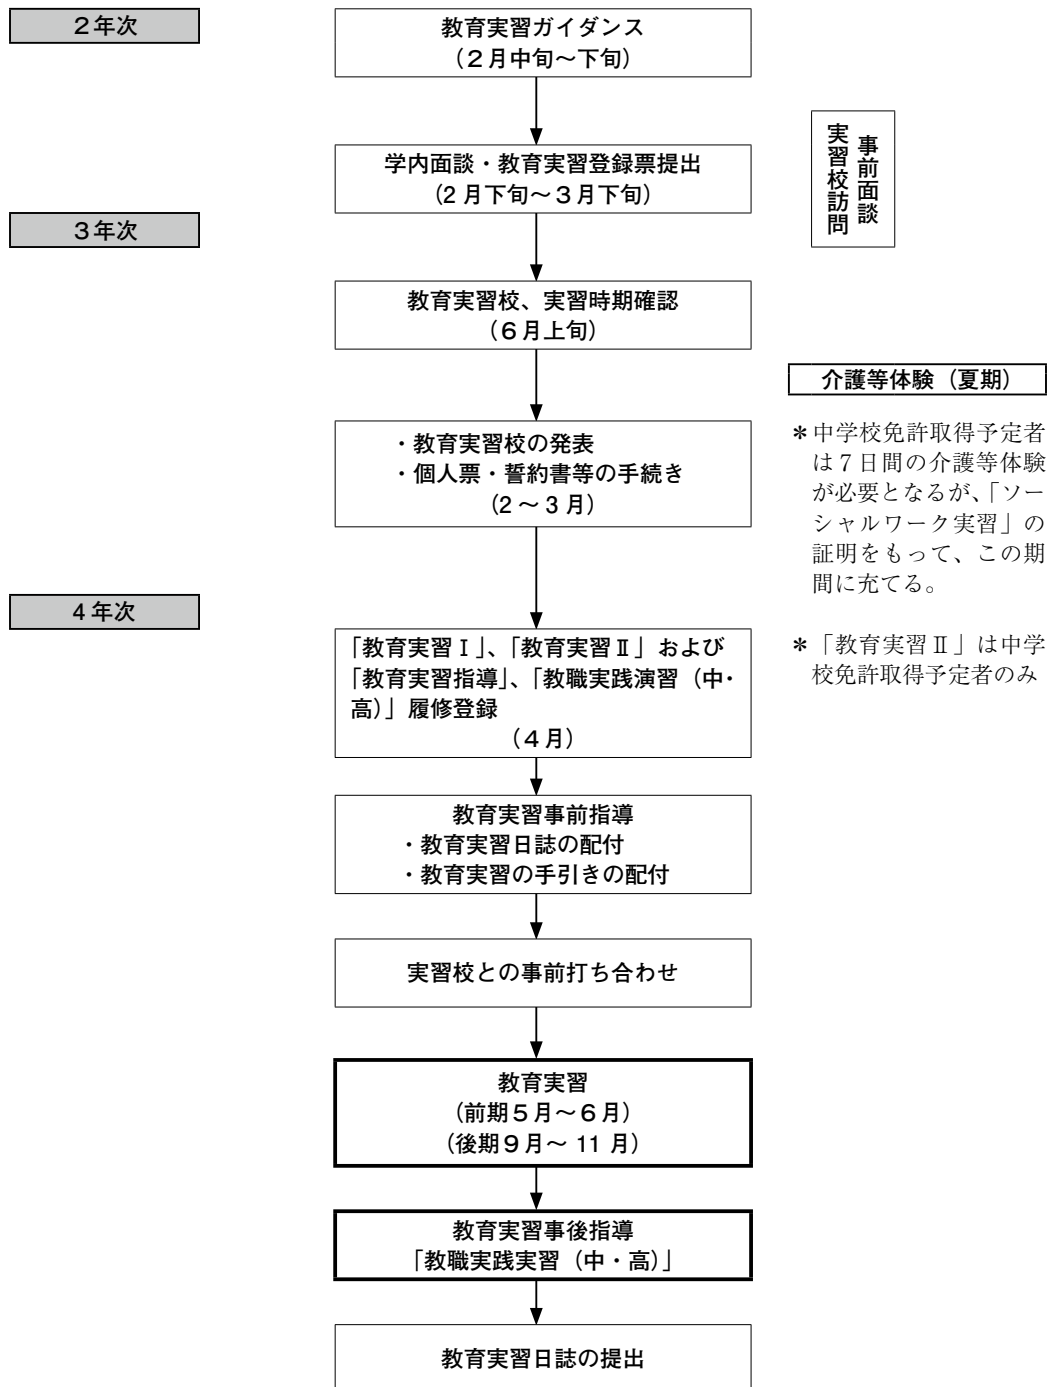 ２年次
教育実習ガイダンス
（２月中旬～下旬）
実習校訪問
事前面談
学内面談・教育実習登録票提出
（2 月下旬～３月下旬）
３年次
教育実習校、実習時期確認
（６月上旬）
介護等体験（夏期）
＊中学校免許取得予定者
は７日間の介護等体験
が必要となるが、「ソー
シャルワーク実習」の
証明をもって、この期
間に充てる。
・教育実習校の発表
・個人票・誓約書等の手続き
（2 ～ 3 月）
４年次
「教育実習Ⅰ」、「教育実習Ⅱ」および
「教育実習指導」、「教職実践演習（中・
高）」履修登録
（４月）
＊「教育実習Ⅱ」は中学
校免許取得予定者のみ
教育実習事前指導
・教育実習日誌の配付
・教育実習の手引きの配付
実習校との事前打ち合わせ
教育実習
（前期５月～６月）
（後期９月～ 11 月）
教育実習事後指導
「教職実践実習（中・高）」
教育実習日誌の提出